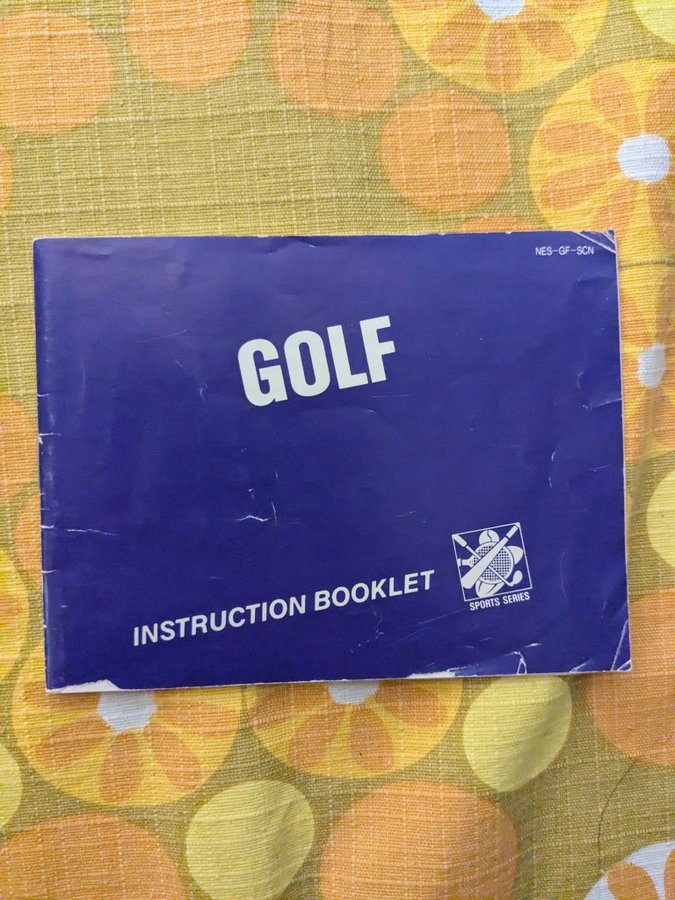 NES-GF-SCN
GOLF
INSTRUCTION BOOKLET
SPORTS SERIES